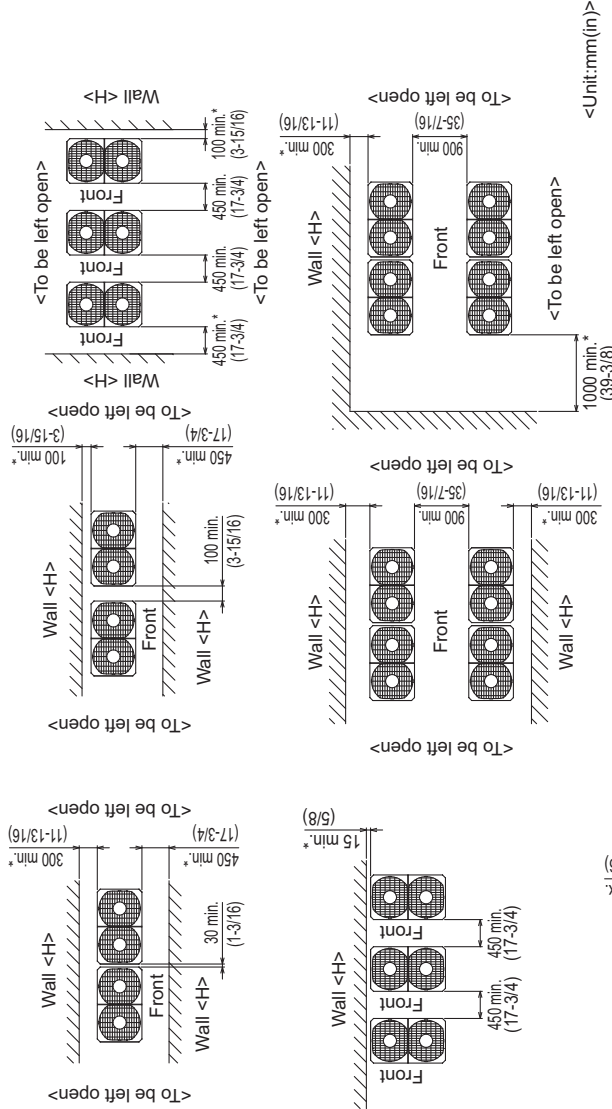 <To be left open>
Wall <H>
Wall <H>
Front
Front
Front
450 min.*
(17-3/4)
450 min.
(17-3/4)
450 min.
(17-3/4)
100 min.*
(3-15/16)
<To be left open>
<To be left open>
100 min.*
(3-15/16)
Wall <H>
Front
Wall <H>
450 min.*
(17-3/4)
100 min.
(3-15/16)
<To be left open>
<To be left open>
300 min.*
(11-13/16)
Wall <H>
Front
Wall <H>
450 min.*
(17-3/4)
30 min.
(1-3/16)
<To be left open>
<To be left open>
300 min.*
(11-13/16)
Wall <H>
900 min.
(35-7/16)
Front
1000 min.*
(39-3/8)
<To be left open>
<Unit:mm(in)>
<To be left open>
300 min.*
(11-13/16)
Wall <H>
900 min.
(35-7/16)
Front
300 min.*
(11-13/16)
Wall <H>
<To be left open>
15 min.*
(5/8)
Wall <H>
Front
Front
Front
450 min.
(17-3/4)
450 min.
(17-3/4)